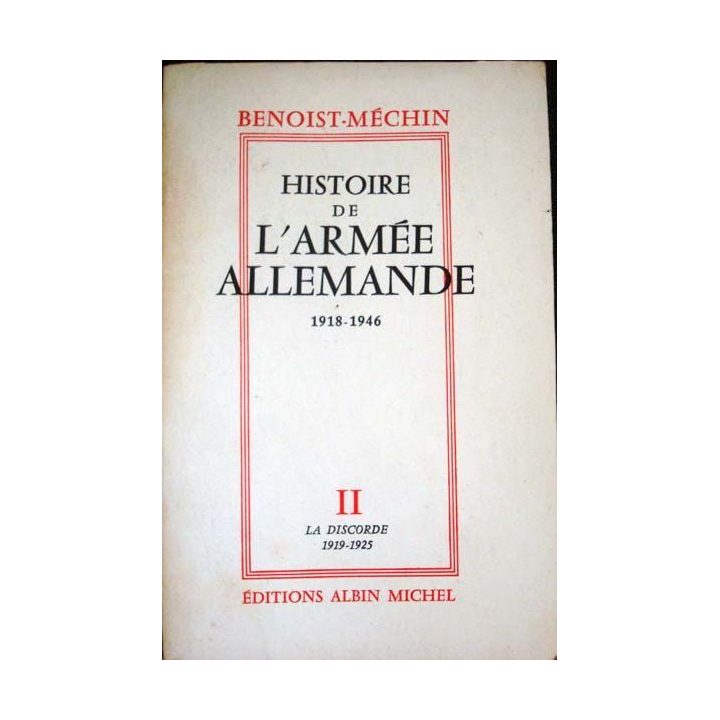 BENOIST-MÉCHIN
HISTOIRE
DE
L'ARMÉE
ALLEMANDE
1918-1946
II
LA DISCORDE
1919-1925
ÉDITIONS ALBIN MICHEL